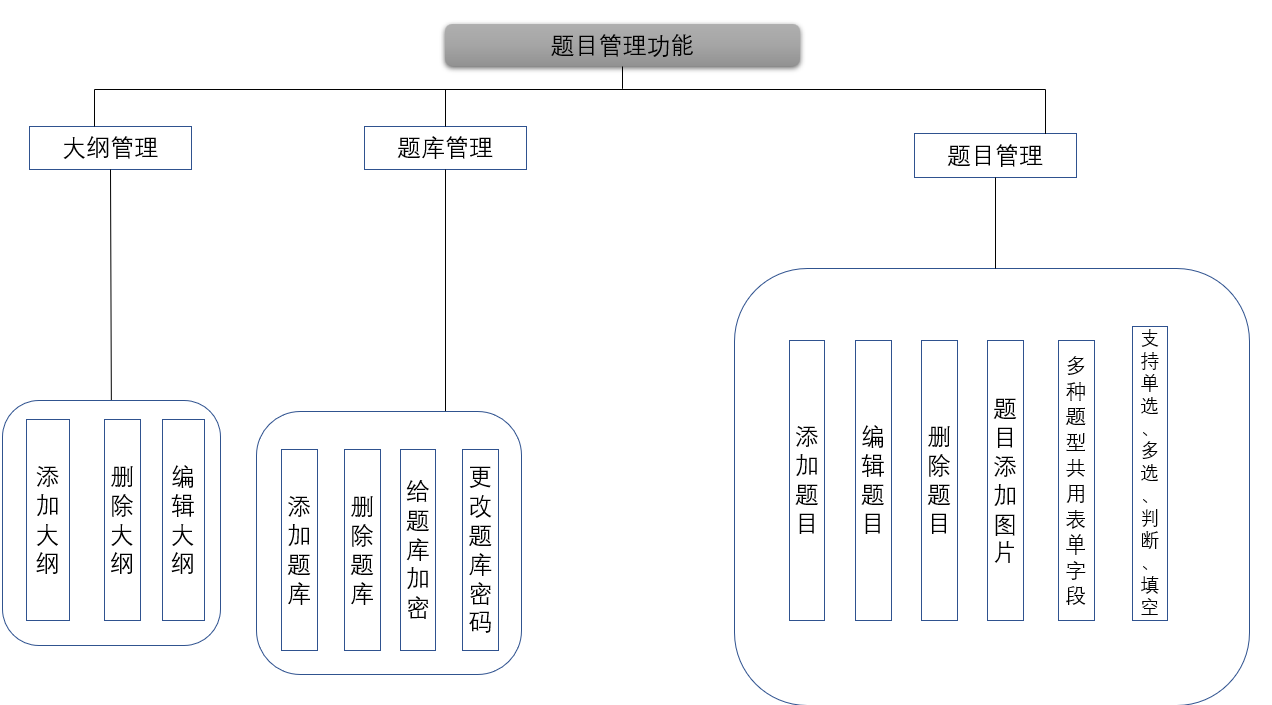 题目管理功能
大纲管理
题库管理
题目管理
添加大纲
删除大纲
编辑大纲
添加题库
删除题库
给题库加密
更改题库密码
添加题目
编辑题目
删除题目
题目添加图片
多种题型共用表单字段
支持单选、多选、判断、填空